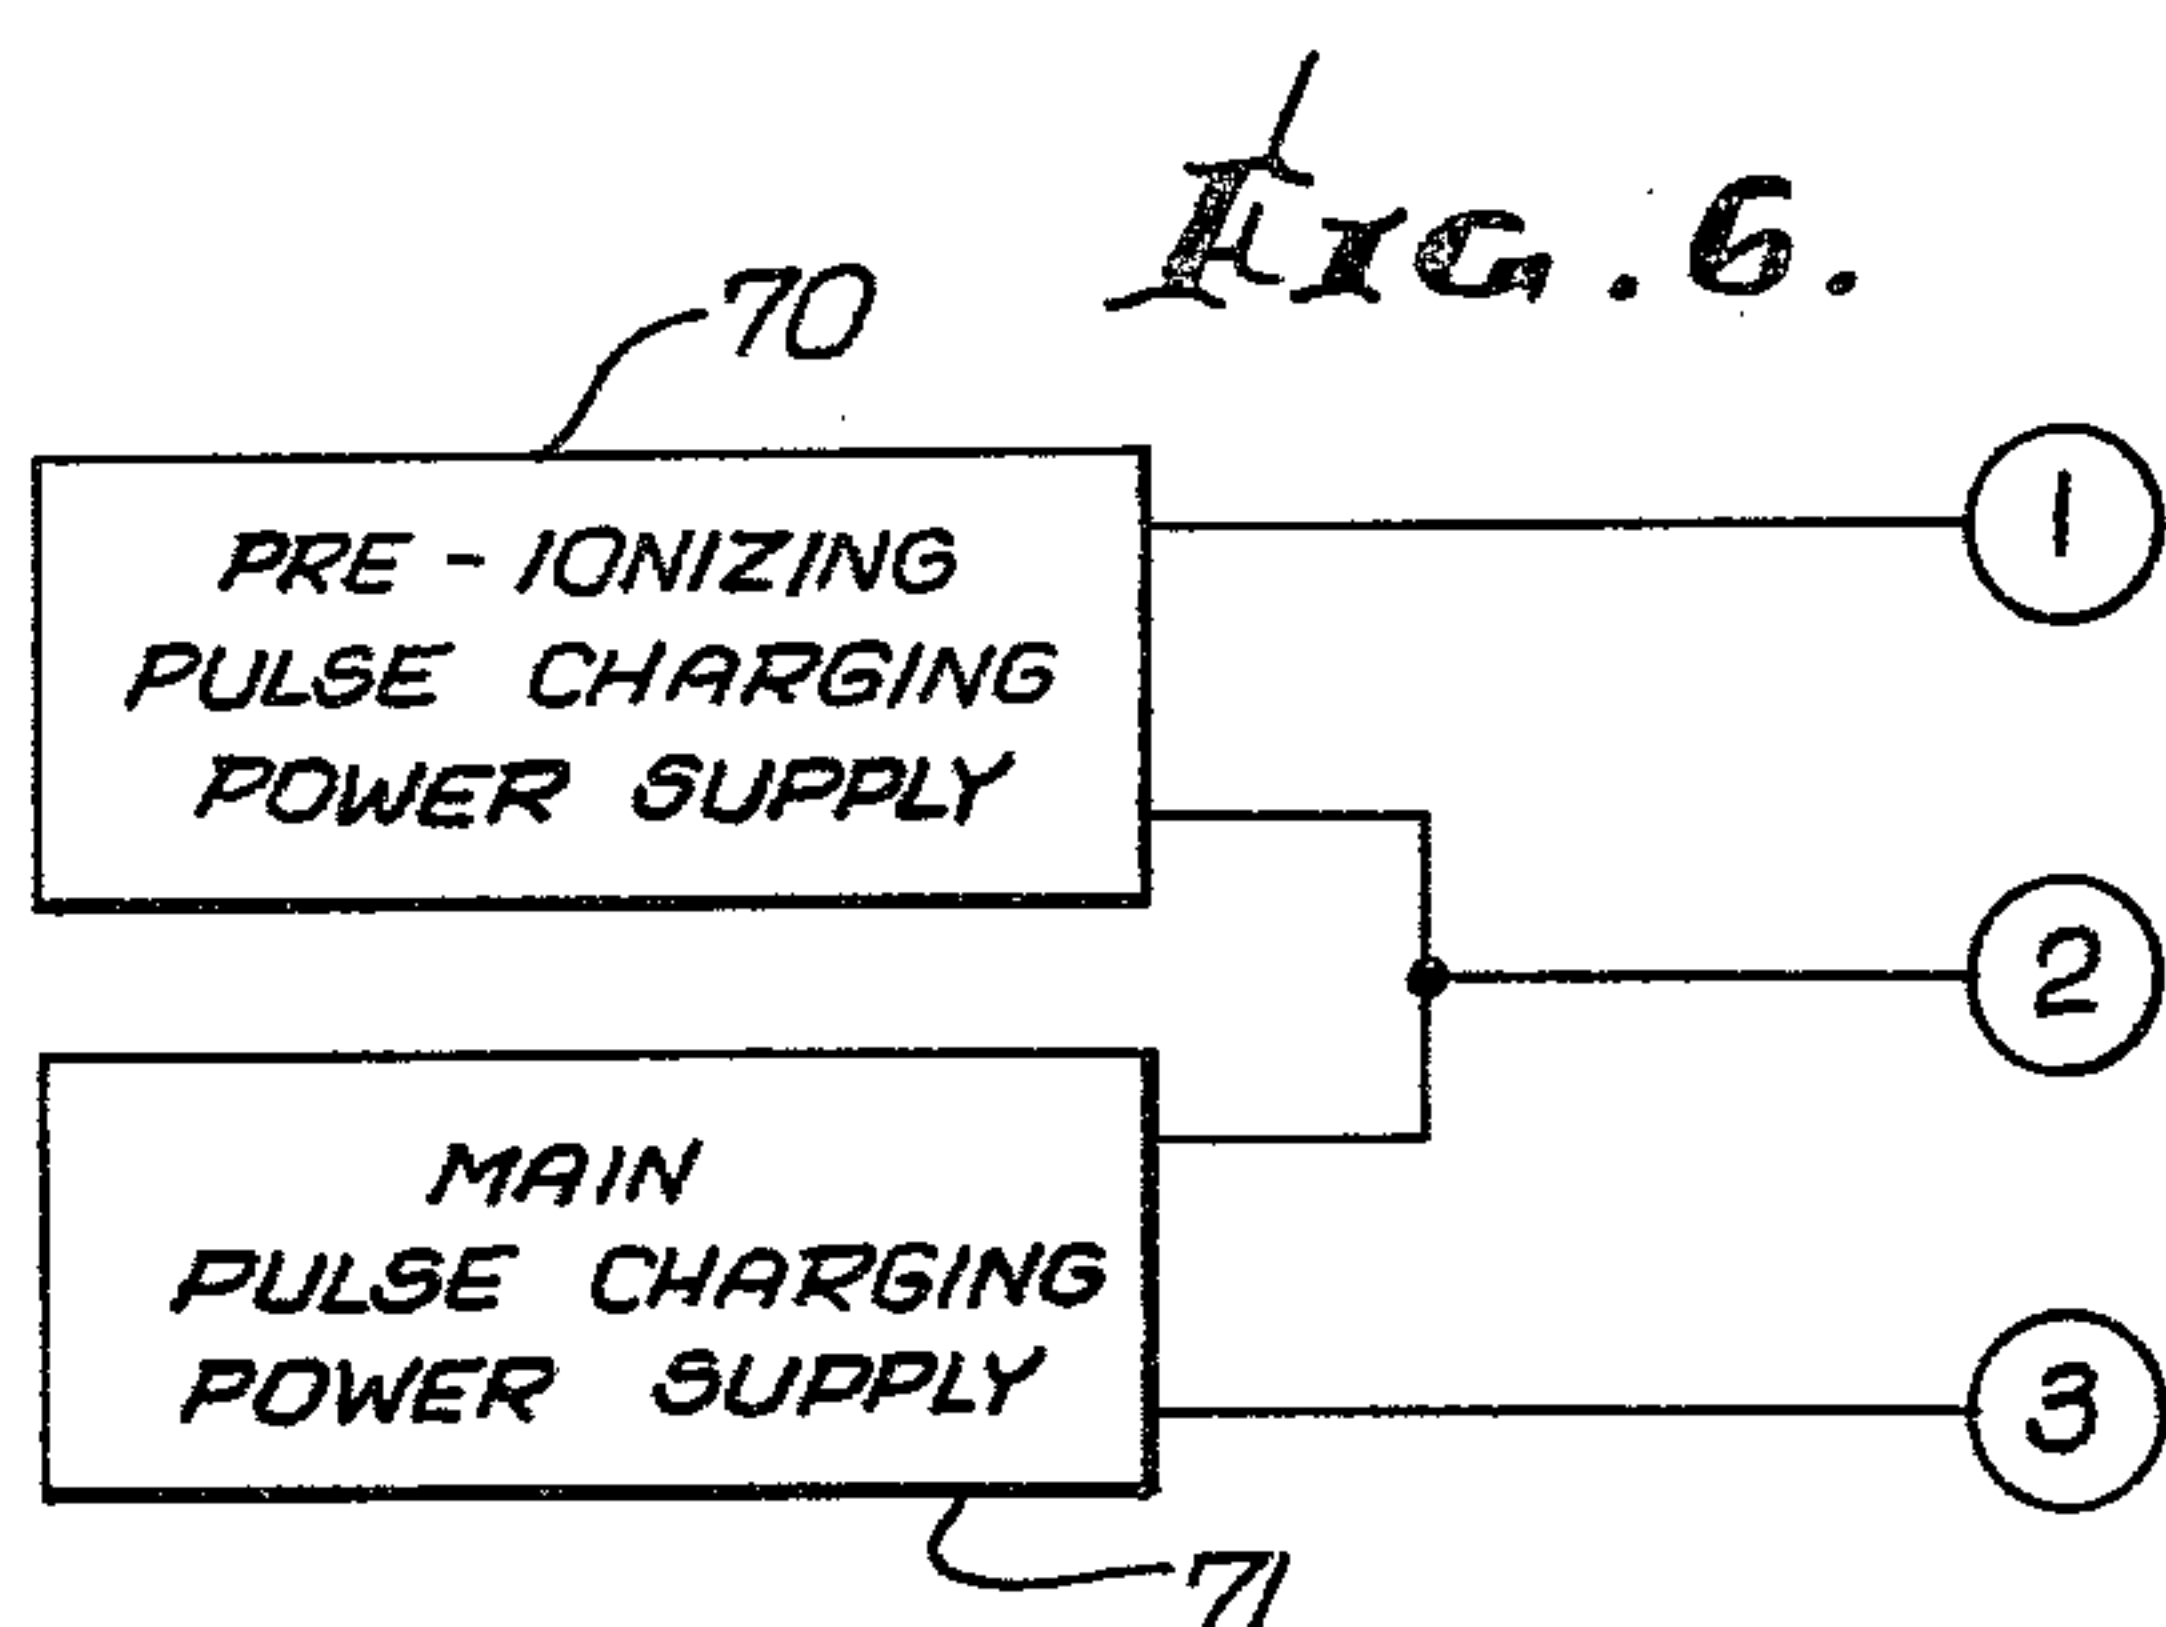 FIG. 6.
70
1
PRE-IONIZING
PULSE CHARGING
POWER SUPPLY
2
MAIN
PULSE CHARGING
POWER SUPPLY
3
71